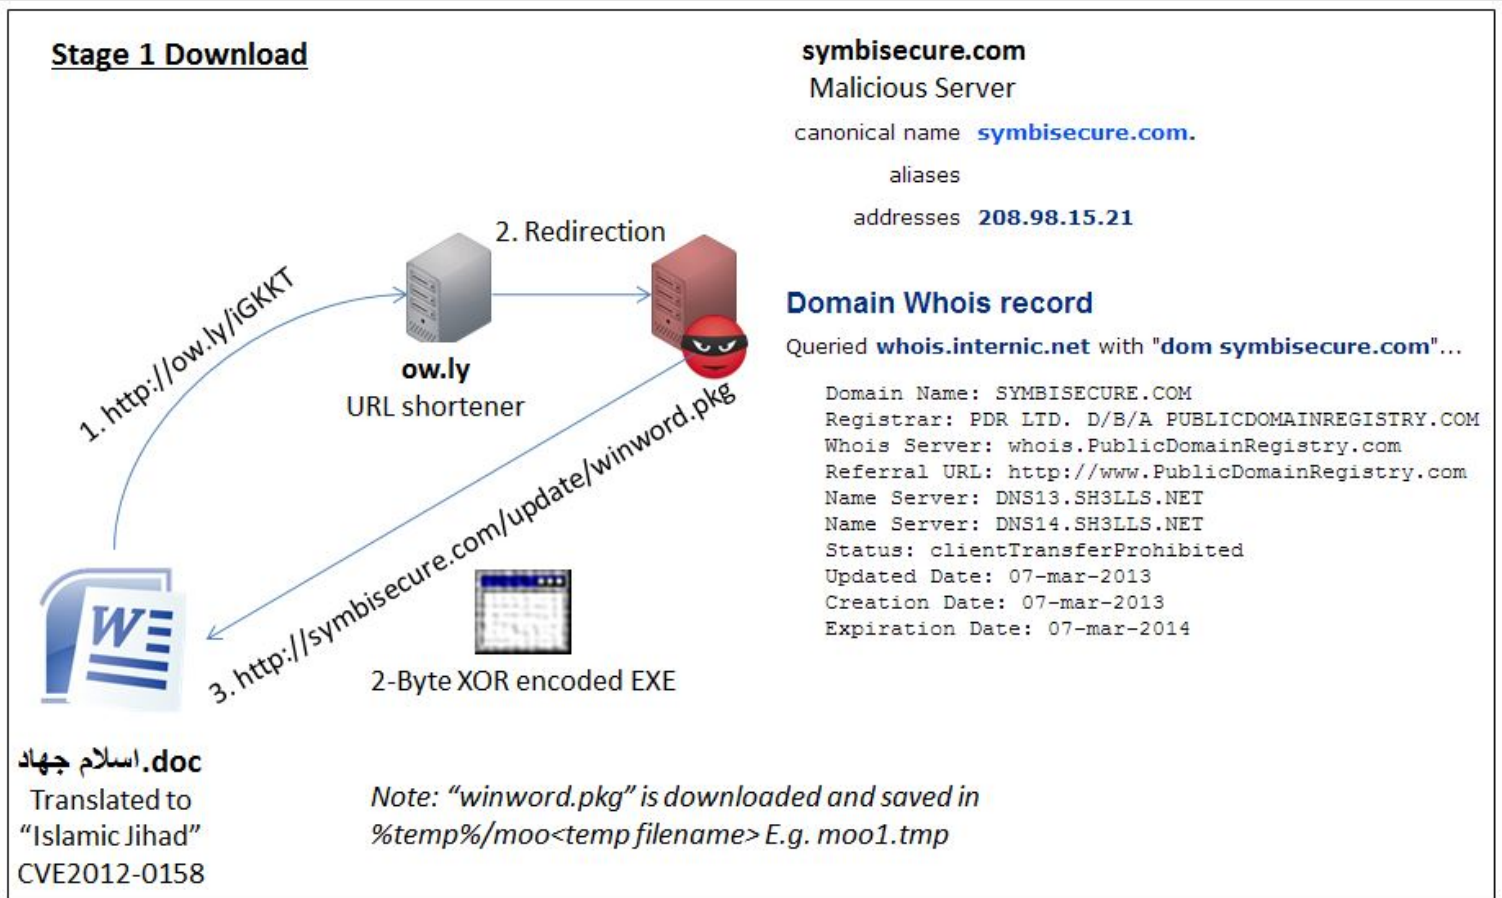 Stage 1 Download
symbisecure.com
Malicious Server
canonical name symbisecure.com.
aliases
addresses 208.98.15.21
2. Redirection
1. http://ow.ly/iGKKT
ow.ly
URL shortener
3. http://symbisecure.com/update/winword.pkg
2-Byte XOR encoded EXE
Domain Whois record
Queried whois.internic.net with "dom symbisecure.com"...
Domain Name: SYMBISECURE.COM
Registrar: PDR LTD. D/B/A PUBLICDOMAINREGISTRY.COM
Whois Server: whois.PublicDomainRegistry.com
Referral URL: http://www.PublicDomainRegistry.com
Name Server: DNS13.SH3LLS.NET
Name Server: DNS14.SH3LLS.NET
Status: clientTransferProhibited
Updated Date: 07-mar-2013
Creation Date: 07-mar-2013
Expiration Date: 07-mar-2014
W
اسلام جهاد.doc
Translated to
“Islamic Jihad”
CVE2012-0158
Note: “winword.pkg” is downloaded and saved in
%temp%/moo<temp filename> E.g. moo1.tmp